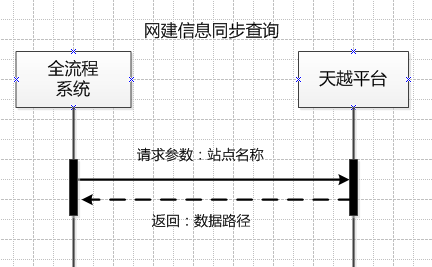 网建信息同步查询
全流程
系统
天越平台
请求参数：站点名称
返回：数据路径